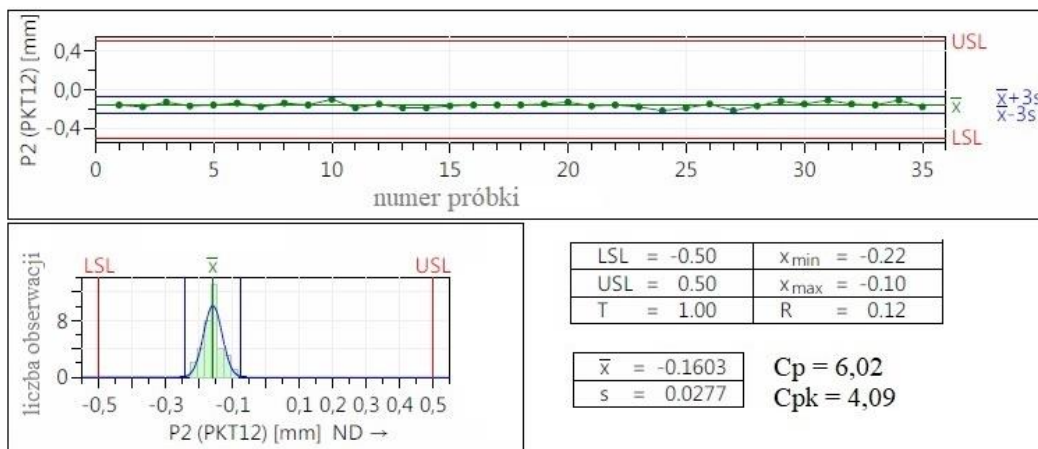 P2 (PKT12) [mm]
0,4
0,0
-0,4
USL
x̅
x̅+3s
x̅-3s
LSL
0 5 10 15 20 25 30 35
numer próbki
liczba obserwacji
LSL x̅ USL
8
0
-0,5 -0,3 -0,1 0,1 0,2 0,3 0,5
P2 (PKT12) [mm] ND →
LSL = -0.50 xmin = -0.22
USL = 0.50 xmax = -0.10
T = 1.00 R = 0.12
x̅ = -0.1603
s = 0.0277
Cp = 6,02
Cpk = 4,09